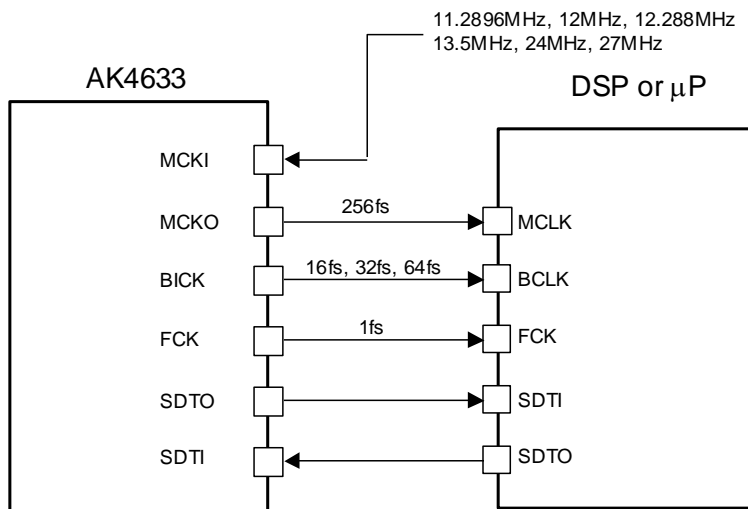 11.2896MHz, 12MHz, 12.288MHz
13.5MHz, 24MHz, 27MHz
AK4633
DSP or μP
MCKI
MCKO
256fs
MCLK
BICK
16fs, 32fs, 64fs
BCLK
FCK
1fs
FCK
SDTO
SDTI
SDTI
SDTO